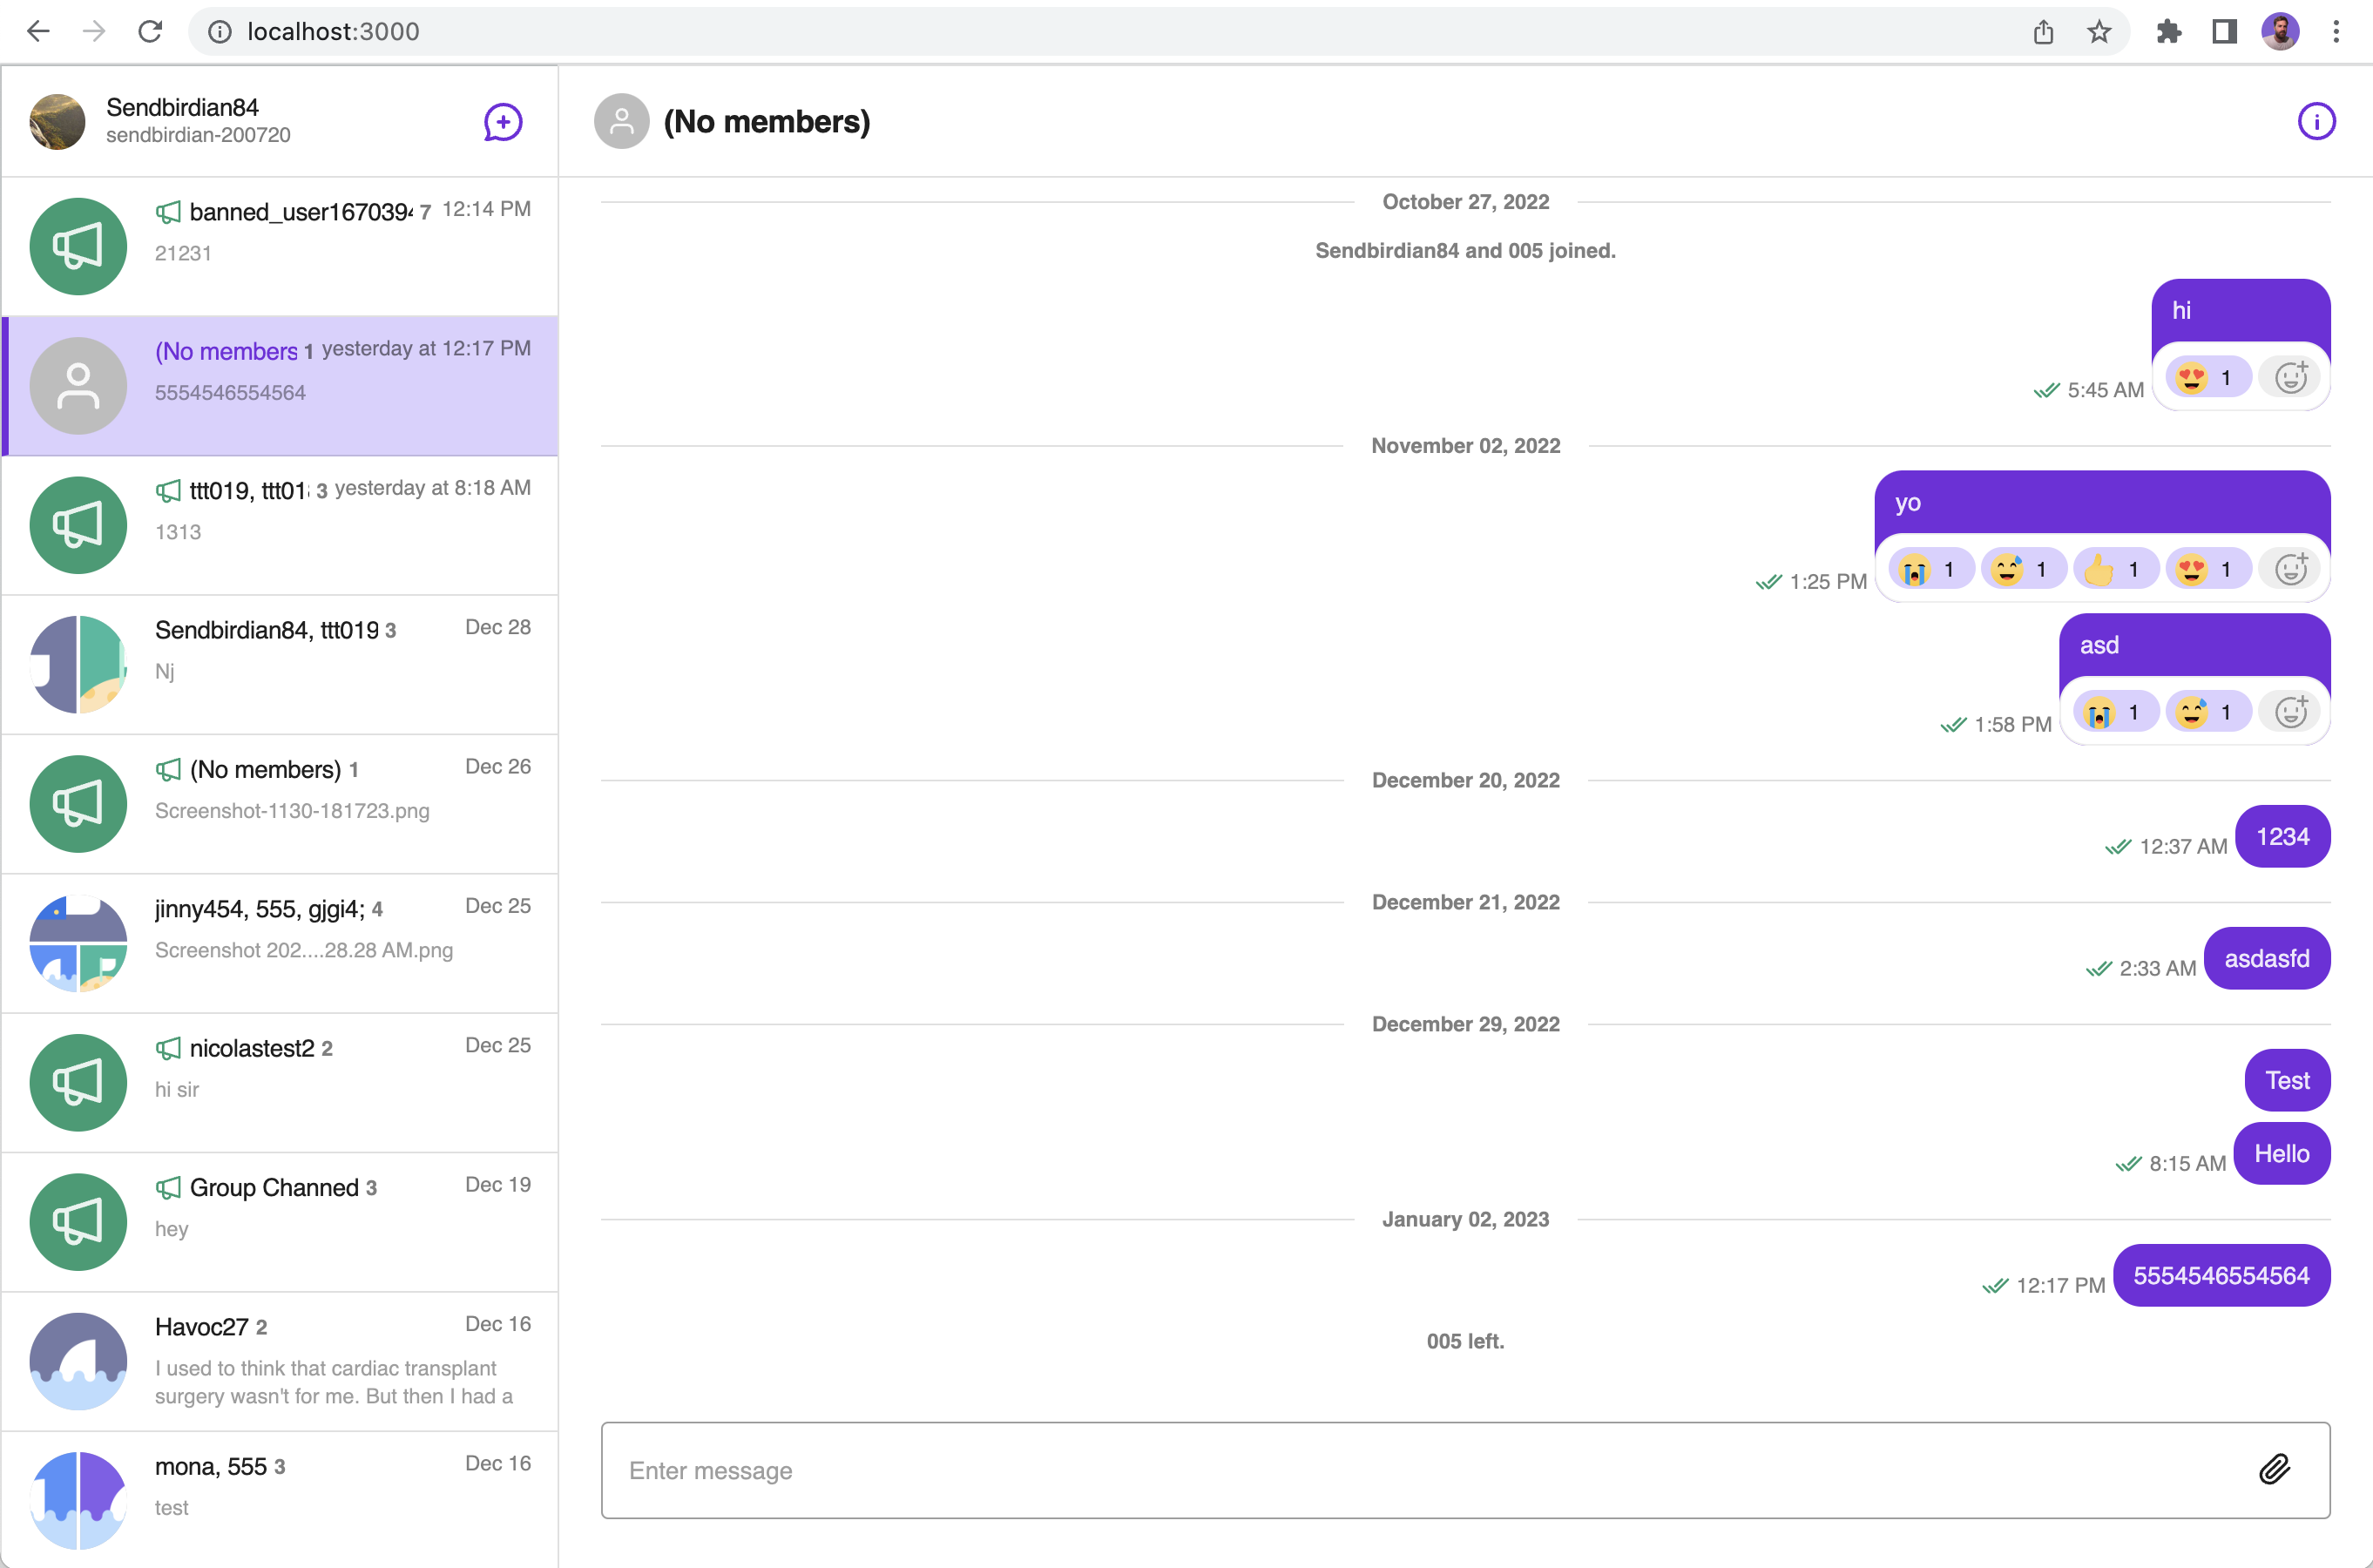 localhost:3000
Sendbirdian84
sendbirdian-200720
banned_user1670394 7 12:14 PM
21231
(No members 1 yesterday at 12:17 PM
5554546554564
ttt019, ttt01 3 yesterday at 8:18 AM
1313
Sendbirdian84, ttt019 3 Dec 28
Nj
(No members) 1 Dec 26
Screenshot-1130-181723.png
jinny454, 555, gjgi4; 4 Dec 25
Screenshot 202....28.28 AM.png
nicolastest2 2 Dec 25
hi sir
Group Channed 3 Dec 19
hey
Havoc27 2 Dec 16
I used to think that cardiac transplant
surgery wasn't for me. But then I had a
mona, 555 3 Dec 16
test
(No members)
October 27, 2022
Sendbirdian84 and 005 joined.
hi
1
5:45 AM
November 02, 2022
yo
1 1 1 1
1:25 PM
asd
1 1
1:58 PM
December 20, 2022
12:37 AM 1234
December 21, 2022
2:33 AM asdasfd
December 29, 2022
Test
8:15 AM Hello
January 02, 2023
12:17 PM 5554546554564
005 left.
Enter message